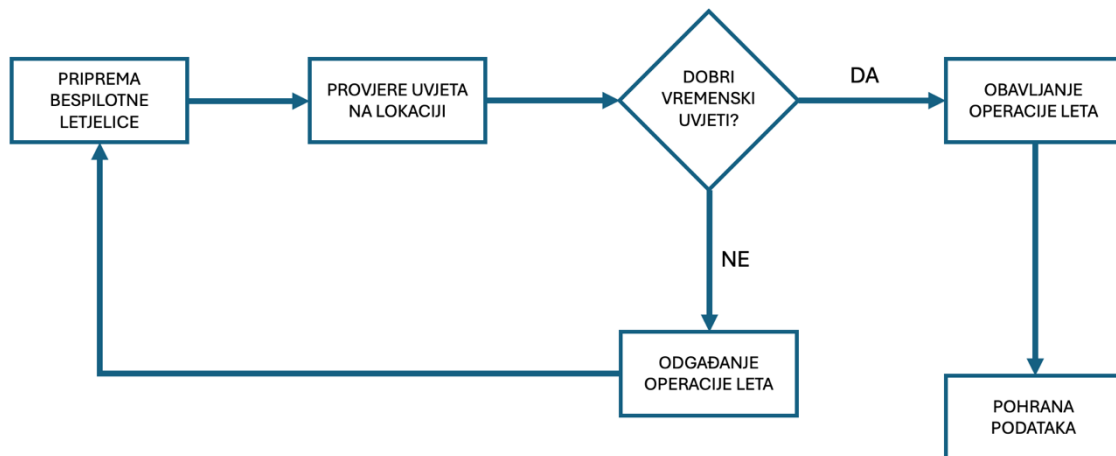 PRIPREMA
BESPILOTNE
LETJELICE
PROVJERE UVJETA
NA LOKACIJI
DOBRI
VREMENSKI
UVJETI?
DA
OBAVLJANJE
OPERACIJE LETA
NE
ODGAĐANJE
OPERACIJE LETA
POHRANA
PODATAKA